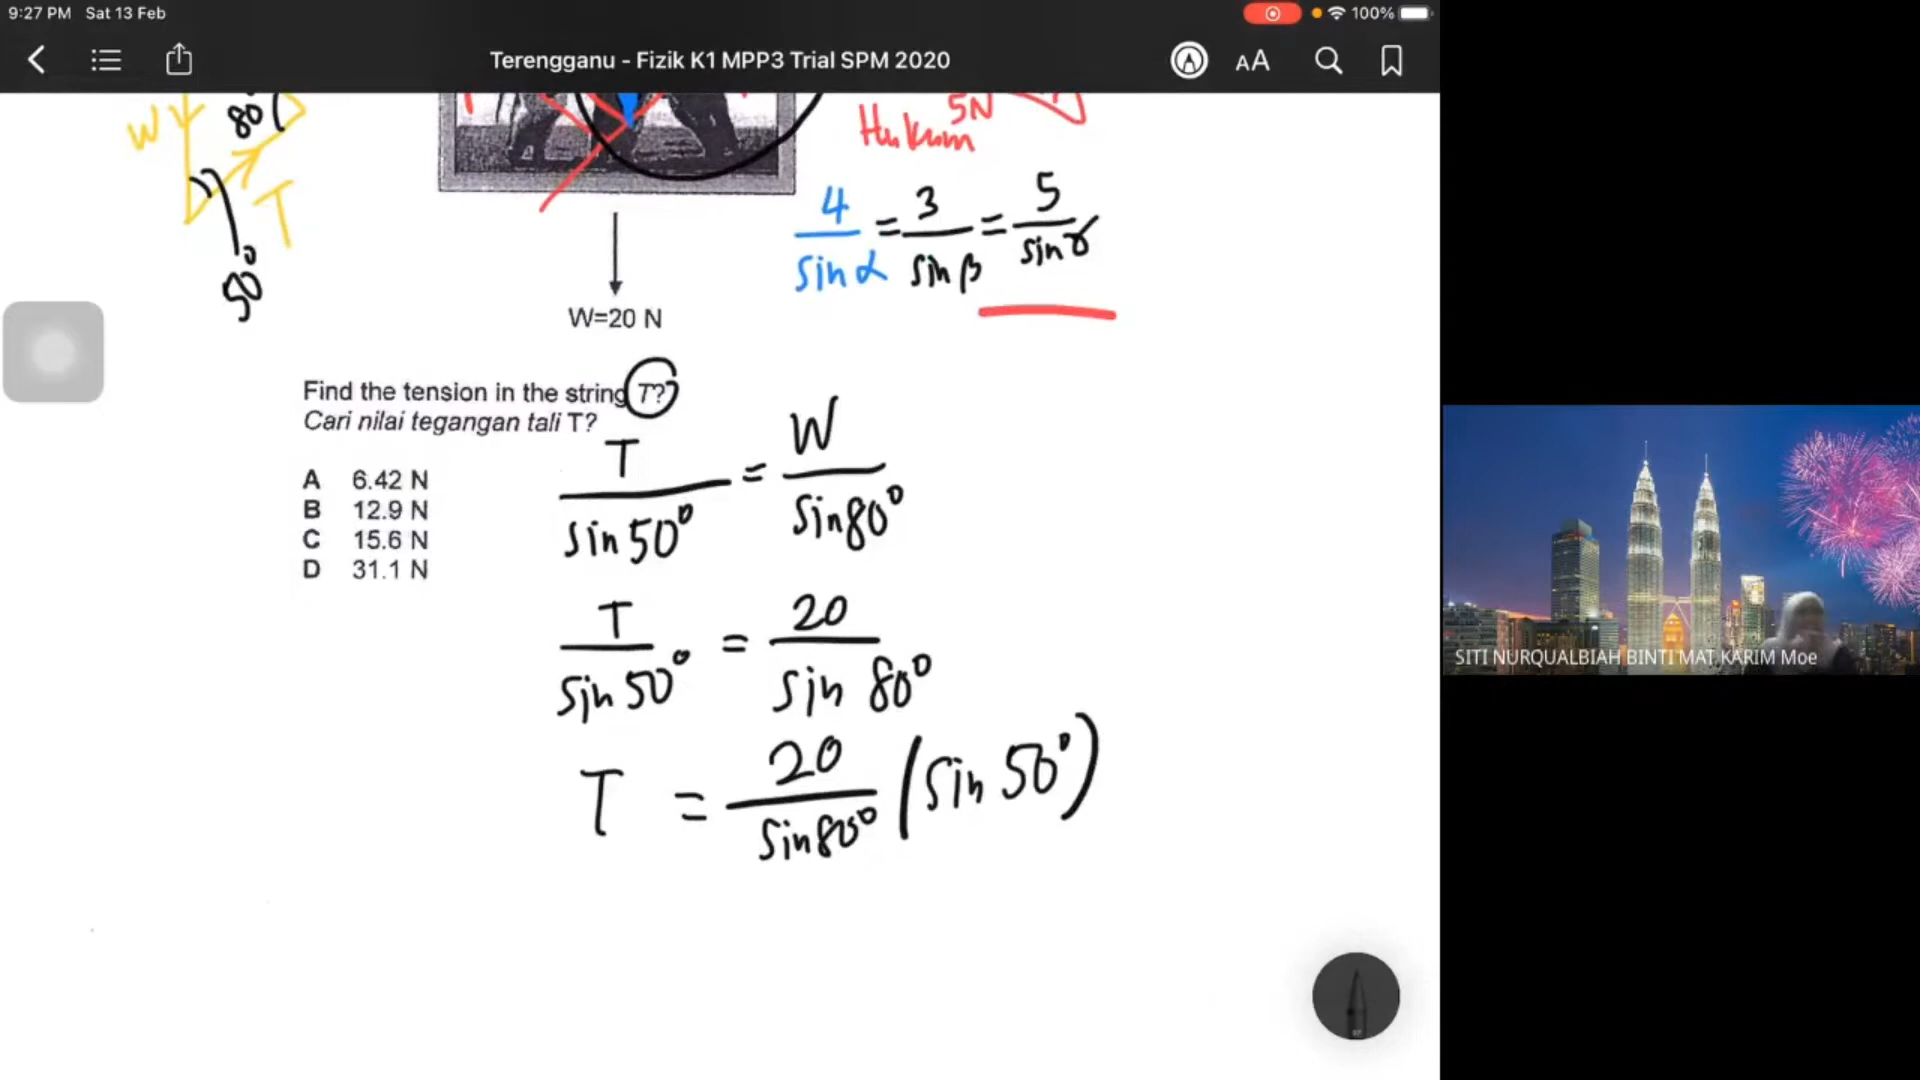 9:27 PM Sat 13 Feb
100%
Terengganu - Fizik K1 MPP3 Trial SPM 2020
AA
W
80°
T
50°
5N
Hukum
4/sin α = 3/sin β = 5/sin γ
W=20 N
Find the tension in the string T?
Cari nilai tegangan tali T?
A 6.42 N
B 12.9 N
C 15.6 N
D 31.1 N
T/sin 50° = W/sin 80°
T/sin 50° = 20/sin 80°
T = 20/sin 80° (sin 50°)
SITI NURQUALBIAH BINTI MAT KARIM Moe